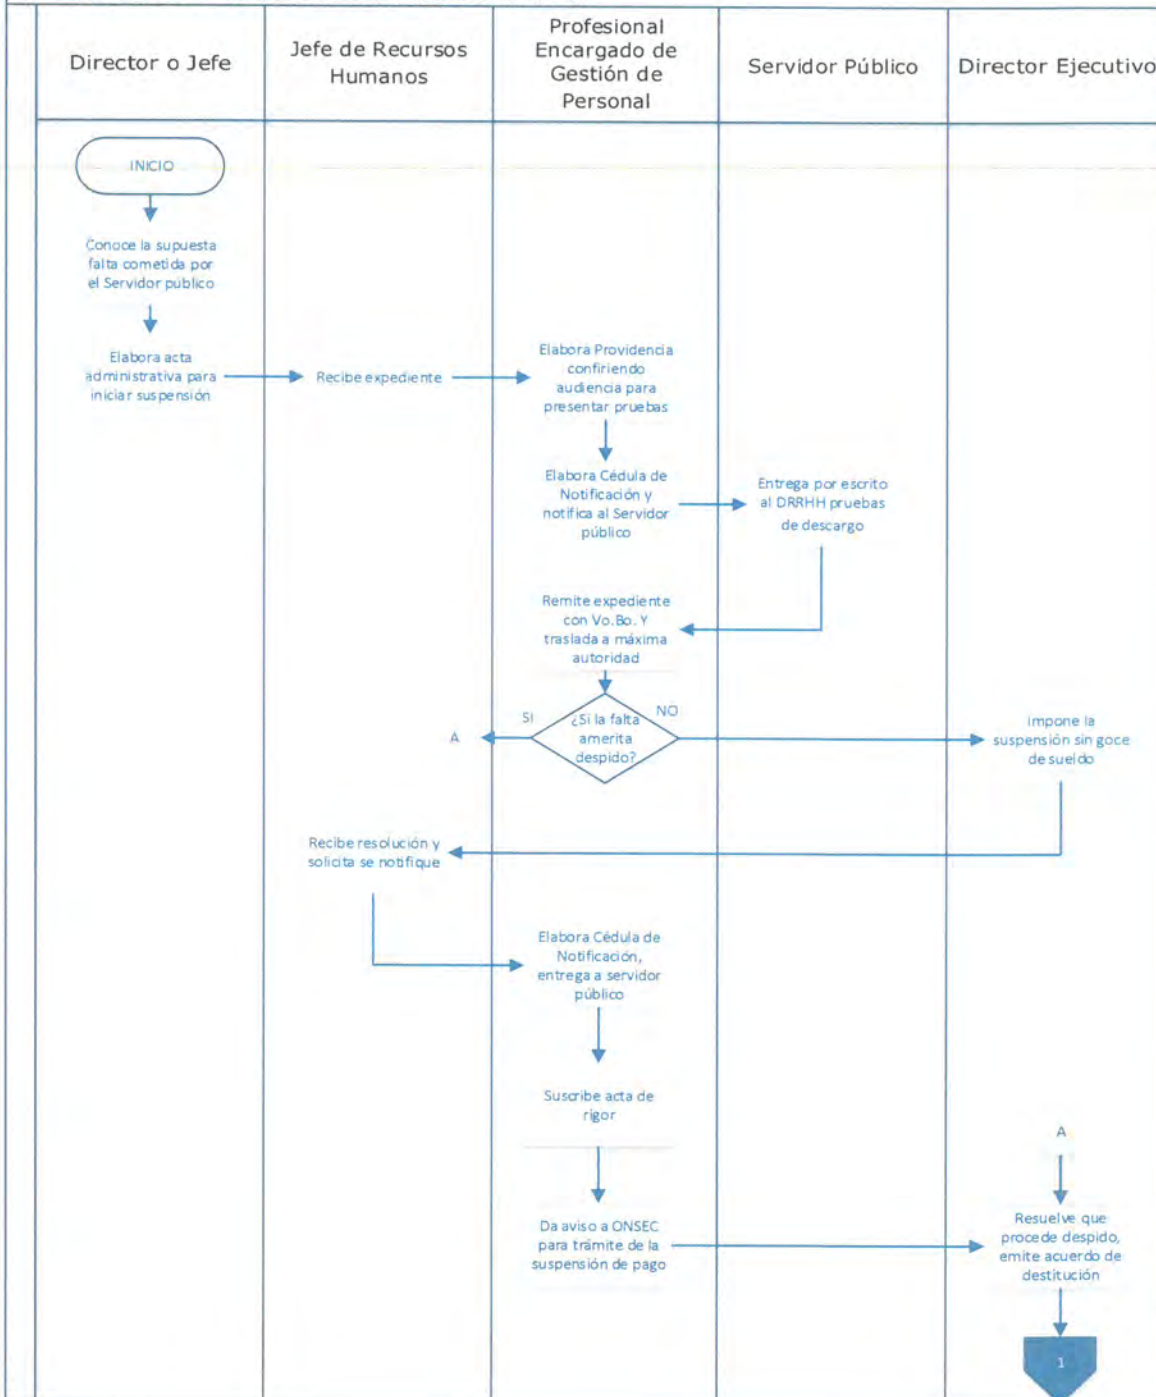 Director o Jefe
Jefe de Recursos
Humanos
Profesional
Encargado de
Gestión de
Personal
Servidor Público
Director Ejecutivo
INICIO
Conoce la supuesta
falta cometida por
el Servidor público
Elabora acta
administrativa para
iniciar suspensión
Recibe expediente
Elabora Providencia
confiriendo
audiencia para
presentar pruebas
Elabora Cédula de
Notificación y
notifica al Servidor
público
Entrega por escrito
al DRRHH pruebas
de descargo
Remite expediente
con Vo.Bo. Y
traslada a máxima
autoridad
¿Si la falta
amerita
despido?
SI
NO
A
Impone la
suspensión sin goce
de sueldo
Recibe resolución y
solicita se notifique
Elabora Cédula de
Notificación,
entrega a servidor
público
Suscribe acta de
rigor
Da aviso a ONSEC
para trámite de la
suspensión de pago
A
Resuelve que
procede despido,
emite acuerdo de
destitución
1